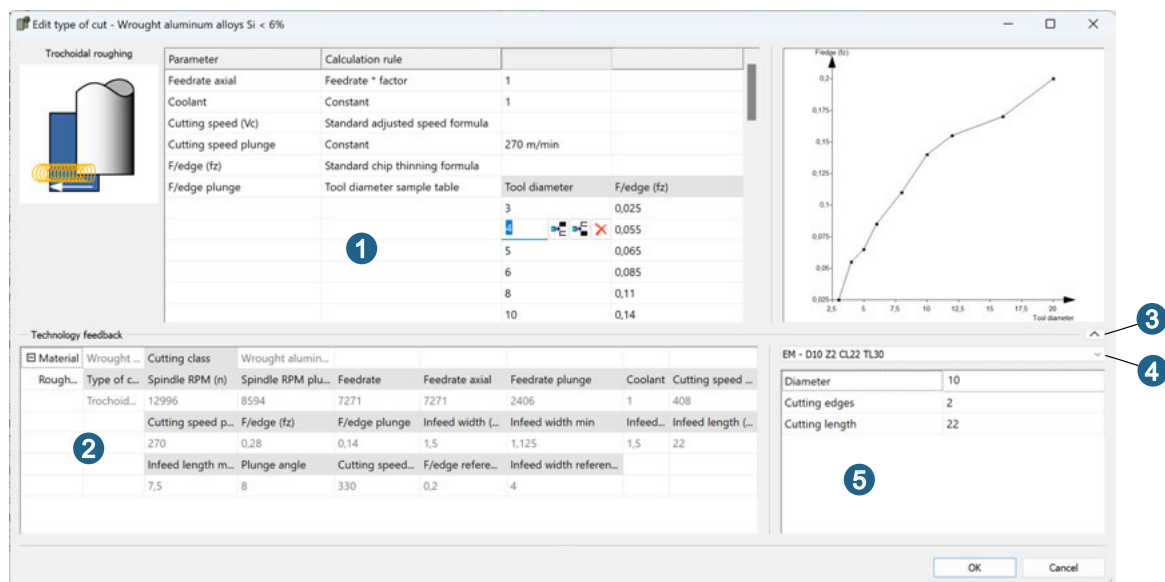 Edit type of cut - Wrought aluminum alloys Si < 6%
Trochoidal roughing
Parameter Calculation rule
Feedrate axial Feedrate * factor 1
Coolant Constant 1
Cutting speed (Vc) Standard adjusted speed formula
Cutting speed plunge Constant 270 m/min
F/edge (fz) Standard chip thinning formula
F/edge plunge Tool diameter sample table Tool diameter F/edge (fz)
3 0,025
4 0,055
5 0,065
6 0,085
8 0,11
10 0,14
1
F/edge (fz)
0,2
0,175
0,15
0,125
0,1
0,075
0,05
0,025
2,5 5 7,5 10 12,5 15 17,5 20
Tool diameter
3
4
Technology feedback
Material Wrought ... Cutting class Wrought alumin...
Rough... Type of c... Spindle RPM (n) Spindle RPM plu... Feedrate Feedrate axial Feedrate plunge Coolant Cutting speed ...
Trochoid... 12996 8594 7271 7271 2406 1 408
Cutting speed p... F/edge (fz) F/edge plunge Infeed width (... Infeed width min Infeed... Infeed length (...
270 0,28 0,14 1,5 1,125 1,5 22
Infeed length m... Plunge angle Cutting speed... F/edge refere... Infeed width referen...
7,5 8 330 0,2 4
2
EM - D10 Z2 CL22 TL30
Diameter 10
Cutting edges 2
Cutting length 22
5
OK Cancel